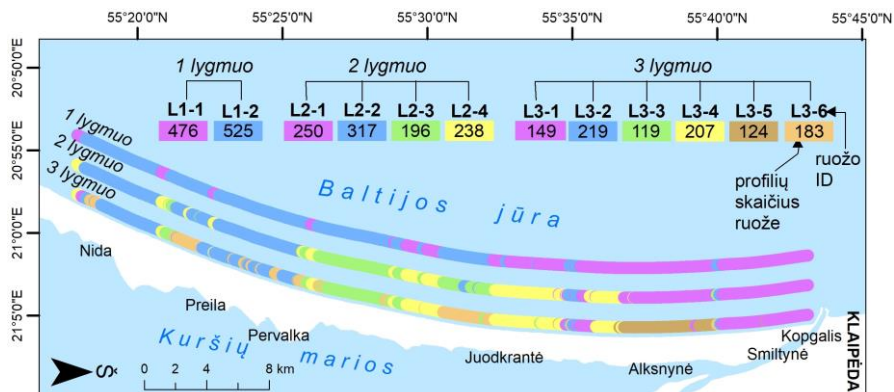 55°20'0"E 55°25'0"E 55°30'0"E 55°35'0"E 55°40'0"E 55°45'0"E
20°50'0"E
20°55'0"E
21°0'0"E
21°5'0"E
1 lygmuo 2 lygmuo 3 lygmuo
L1-1 L1-2 L2-1 L2-2 L2-3 L2-4 L3-1 L3-2 L3-3 L3-4 L3-5 L3-6
476 525 250 317 196 238 149 219 119 207 124 183
profilių
skaičius
ruože
ruožo
ID
1 lygmuo
2 lygmuo
3 lygmuo
Baltijos jūra
Nida
Preila
Pervalka
Juodkrantė
Alksnynė
Smiltynė
Kopgalis
KLAIPĖDA
Kuršių marios
Š
0 2 4 8 km